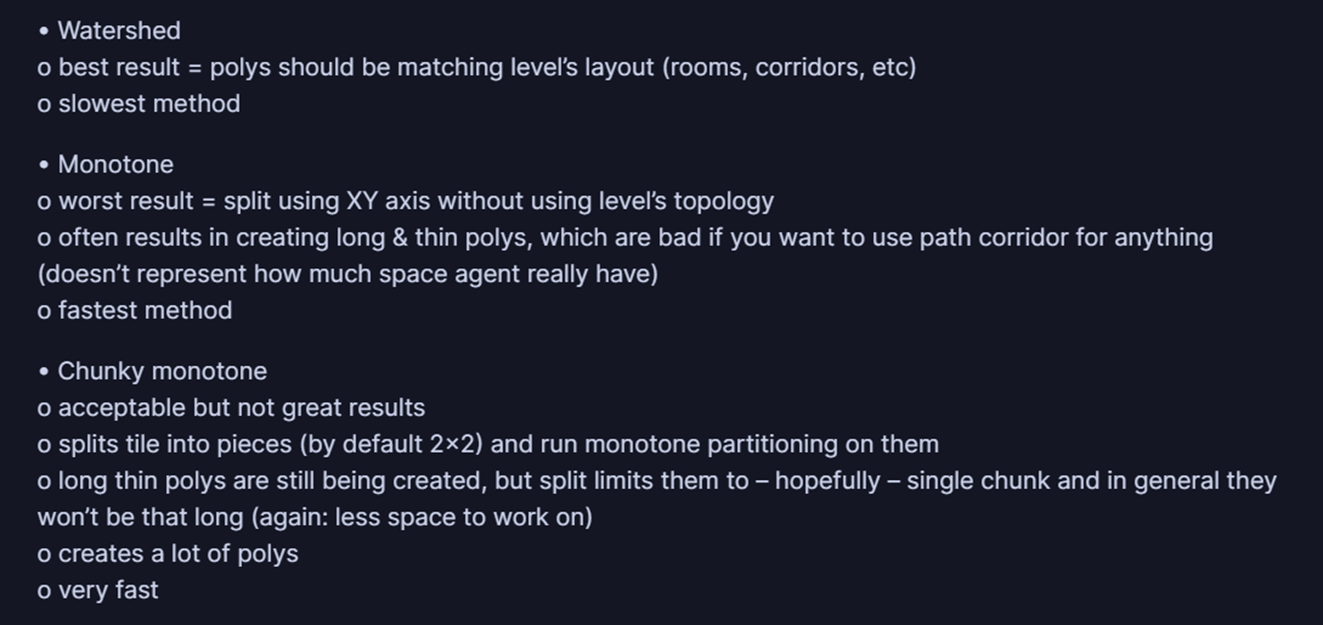 • Watershed
o best result = polys should be matching level’s layout (rooms, corridors, etc)
o slowest method
• Monotone
o worst result = split using XY axis without using level’s topology
o often results in creating long & thin polys, which are bad if you want to use path corridor for anything
(doesn’t represent how much space agent really have)
o fastest method
• Chunky monotone
o acceptable but not great results
o splits tile into pieces (by default 2×2) and run monotone partitioning on them
o long thin polys are still being created, but split limits them to – hopefully – single chunk and in general they
won’t be that long (again: less space to work on)
o creates a lot of polys
o very fast